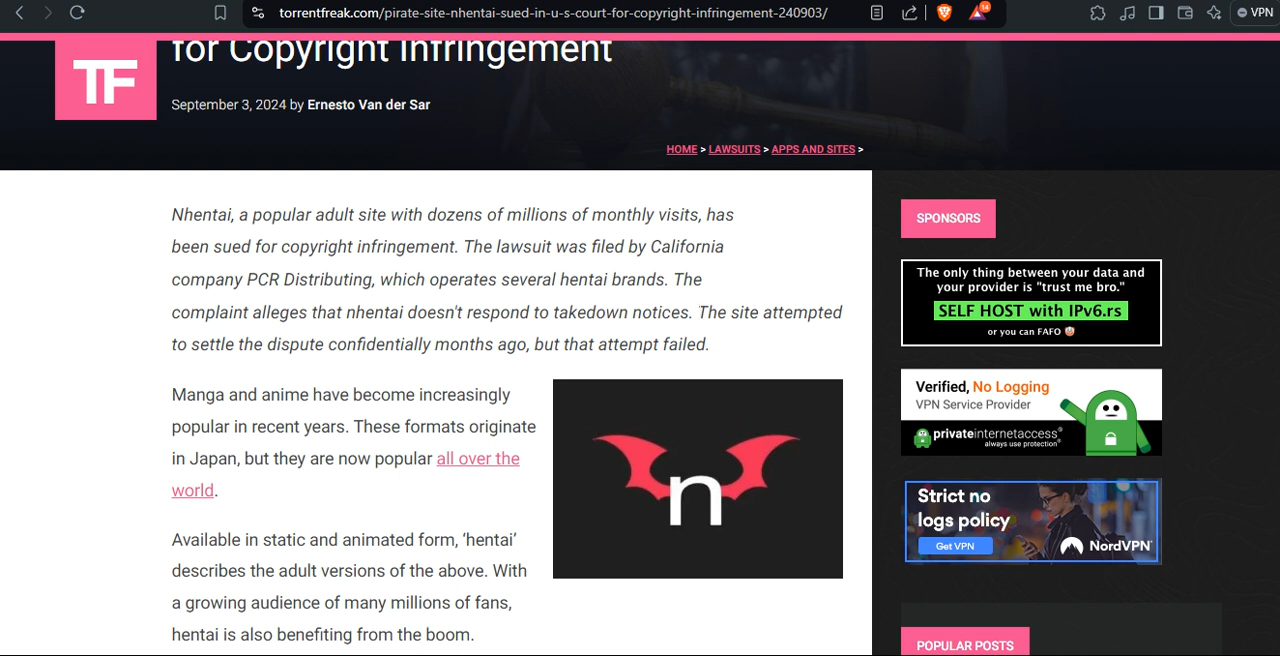 torrentfreak.com/pirate-site-nhentai-sued-in-u-s-court-for-copyright-infringement-240903/
14
VPN
for Copyright Infringement
TF
September 3, 2024 by Ernesto Van der Sar
HOME > LAWSUITS > APPS AND SITES >
Nhentai, a popular adult site with dozens of millions of monthly visits, has
been sued for copyright infringement. The lawsuit was filed by California
company PCR Distributing, which operates several hentai brands. The
complaint alleges that nhentai doesn't respond to takedown notices. The site attempted
to settle the dispute confidentially months ago, but that attempt failed.
Manga and anime have become increasingly
popular in recent years. These formats originate
in Japan, but they are now popular all over the
world.
n
Available in static and animated form, ‘hentai’
describes the adult versions of the above. With
a growing audience of many millions of fans,
hentai is also benefiting from the boom.
SPONSORS
The only thing between your data and
your provider is "trust me bro."
SELF HOST with IPv6.rs
or you can FAFO 🤡
Verified, No Logging
VPN Service Provider
privateinternetaccess®
always use protection®
Strict no
logs policy
Get VPN
NordVPN®
POPULAR POSTS